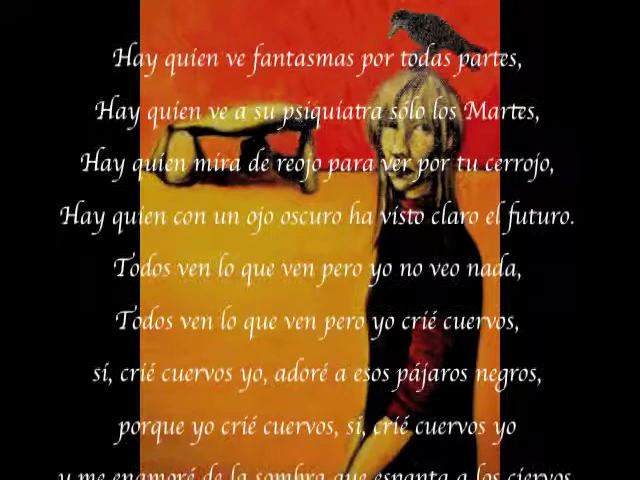 Hay quien ve fantasmas por todas partes,
Hay quien ve a su psiquiatra sólo los Martes,
Hay quien mira de reojo para ver por tu cerrojo,
Hay quien con un ojo oscuro ha visto claro el futuro.
Todos ven lo que ven pero yo no veo nada,
Todos ven lo que ven pero yo crié cuervos,
sí, crié cuervos yo, adoré a esos pájaros negros,
porque yo crié cuervos, sí, crié cuervos yo
y me enamoré de la sombra que espanta a los ciervos